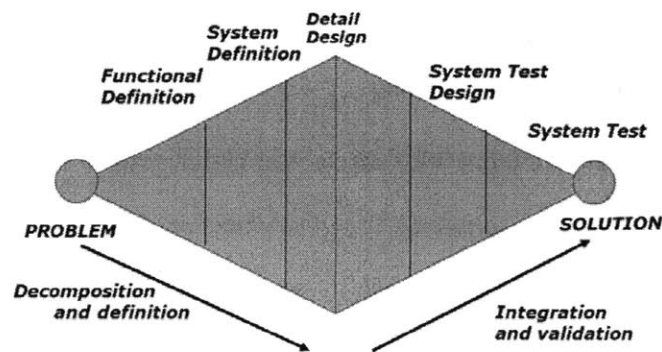 Detail
Design
System
Definition
Functional
Definition
System Test
Design
System Test
PROBLEM
SOLUTION
Decomposition
and definition
Integration
and validation